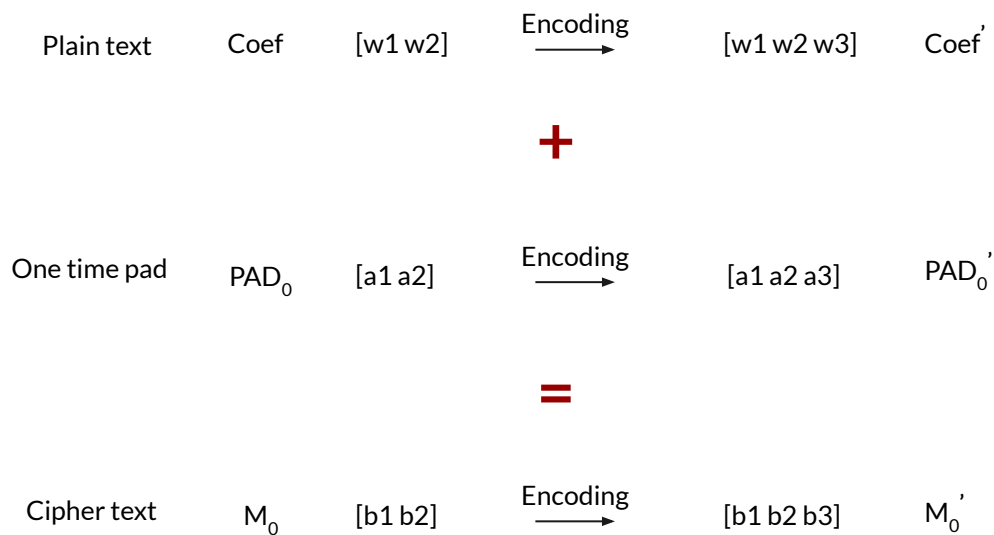 Plain text Coef [w1 w2] Encoding [w1 w2 w3] Coef’
+
One time pad PAD₀ [a1 a2] Encoding [a1 a2 a3] PAD₀’
=
Cipher text M₀ [b1 b2] Encoding [b1 b2 b3] M₀’